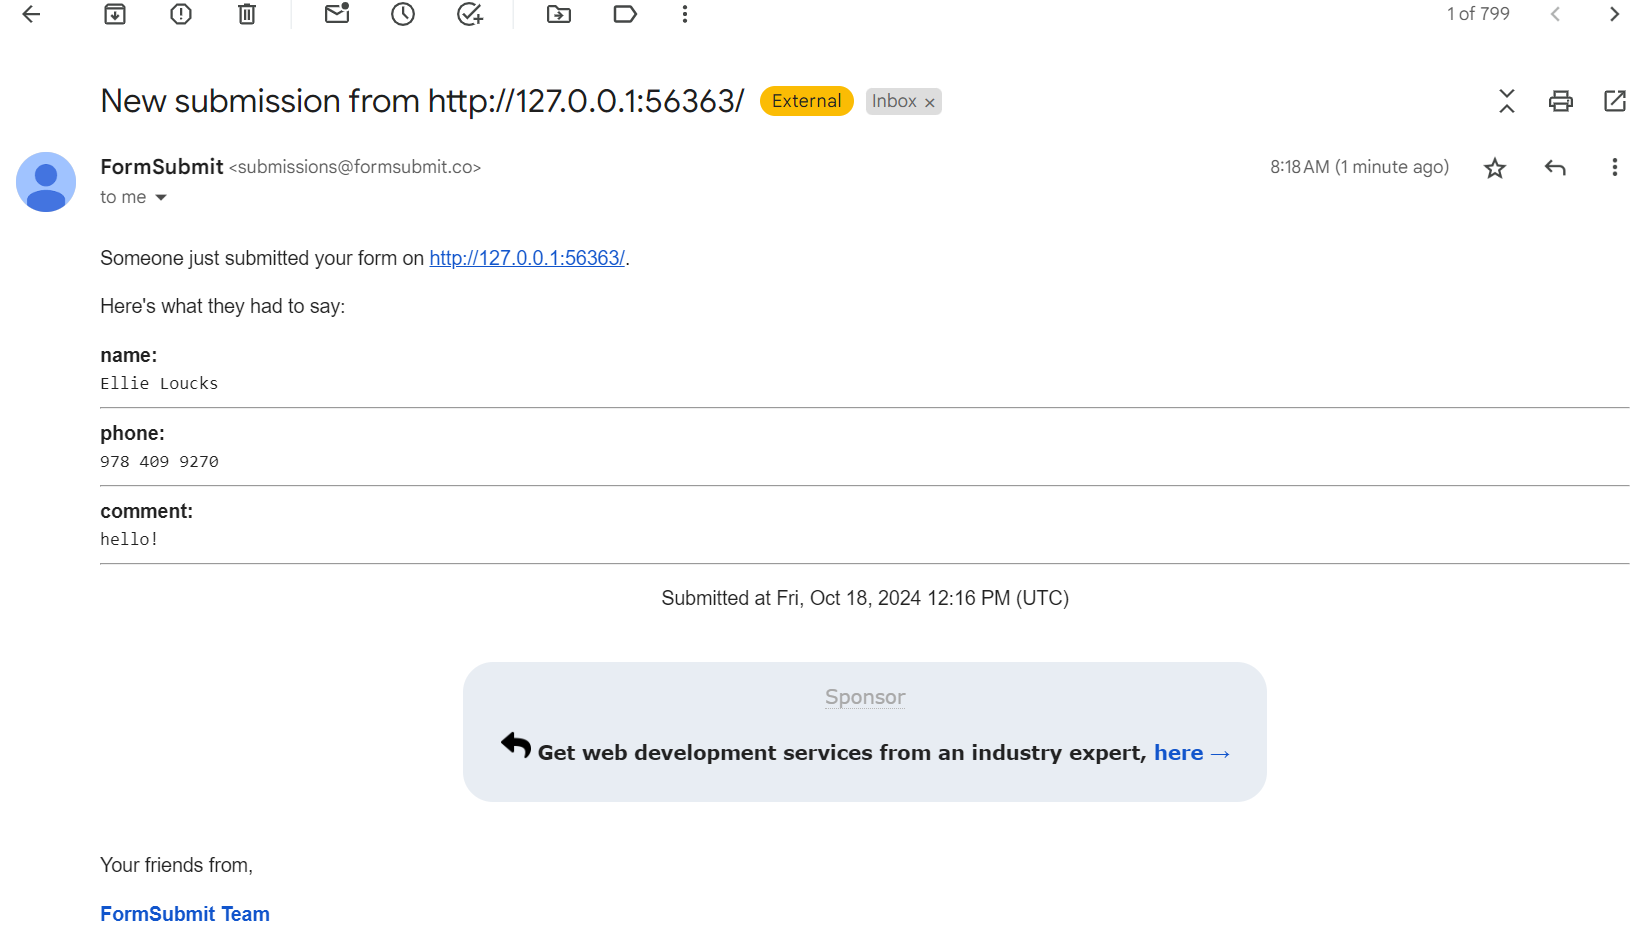 1 of 799
New submission from http://127.0.0.1:56363/ External Inbox ×
FormSubmit <submissions@formsubmit.co> 8:18 AM (1 minute ago)
to me
Someone just submitted your form on http://127.0.0.1:56363/.
Here's what they had to say:
name:
Ellie Loucks
phone:
978 409 9270
comment:
hello!
Submitted at Fri, Oct 18, 2024 12:16 PM (UTC)
Sponsor
Get web development services from an industry expert, here →
Your friends from,
FormSubmit Team